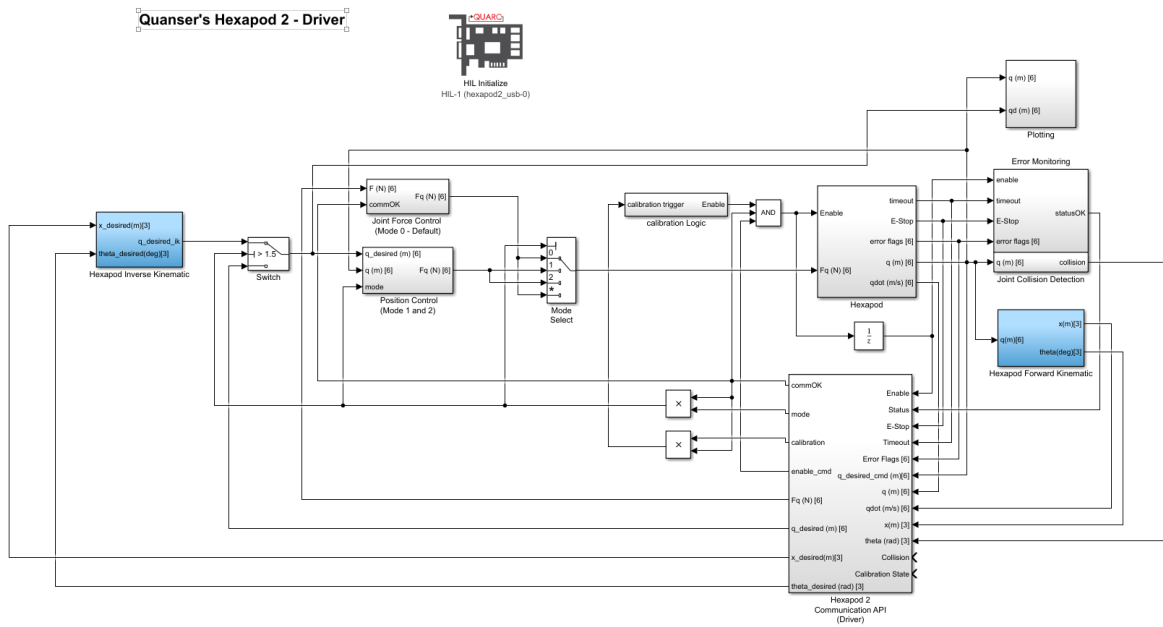 Quanser's Hexapod 2 - Driver
QUARC
HIL Initialize
HIL-1 (hexapod2_usb-0)
q (m) [6]
qd (m) [6]
Plotting
Error Monitoring
F (N) [6]
commOK
Fq (N) [6]
Joint Force Control
(Mode 0 - Default)
calibration trigger
Enable
calibration Logic
AND
Enable
Fq (N) [6]
timeout
E-Stop
error flags [6]
q (m) [6]
qdot (m/s) [6]
Hexapod
enable
timeout
E-Stop
error flags [6]
statusOK
q (m) [6]
collision
Joint Collision Detection
x_desired(m)[3]
theta_desired(deg)[3]
q_desired_ik
Hexapod Inverse Kinematic
> 1.5
Switch
q_desired (m) [6]
q (m) [6]
mode
Fq (N) [6]
Position Control
(Mode 1 and 2)
0
1
2
*
Mode
Select
1
z
q(m)[6]
x(m)[3]
theta(deg)[3]
Hexapod Forward Kinematic
×
×
commOK
mode
calibration
enable_cmd
Fq (N) [6]
q_desired (m) [6]
x_desired(m)[3]
theta_desired (rad) [3]
Enable
Status
E-Stop
Timeout
Error Flags [6]
q_desired_cmd (m)[6]
q (m) [6]
qdot (m/s) [6]
x(m) [3]
theta (rad) [3]
Collision
Calibration State
Hexapod 2
Communication API
(Driver)